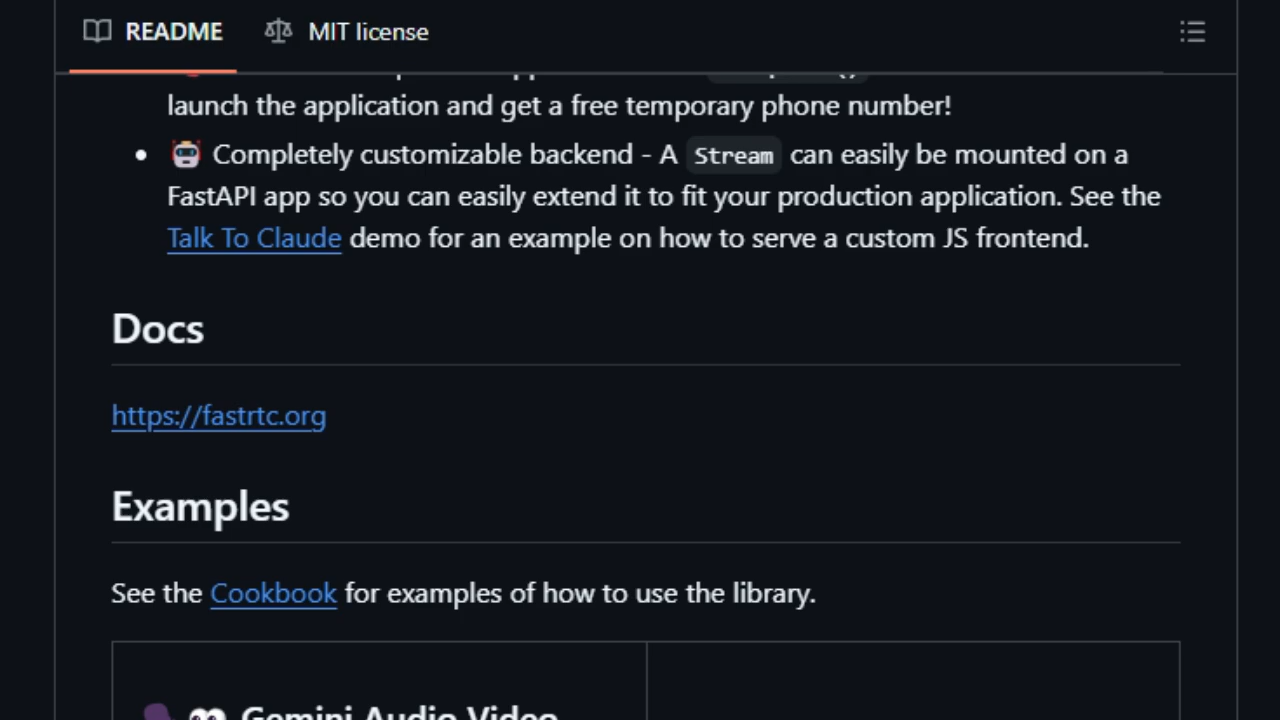 README
MIT license
launch the application and get a free temporary phone number!
Completely customizable backend - A Stream can easily be mounted on a
FastAPI app so you can easily extend it to fit your production application. See the
Talk To Claude demo for an example on how to serve a custom JS frontend.
Docs
https://fastrtc.org
Examples
See the Cookbook for examples of how to use the library.
Gemini Audio Video